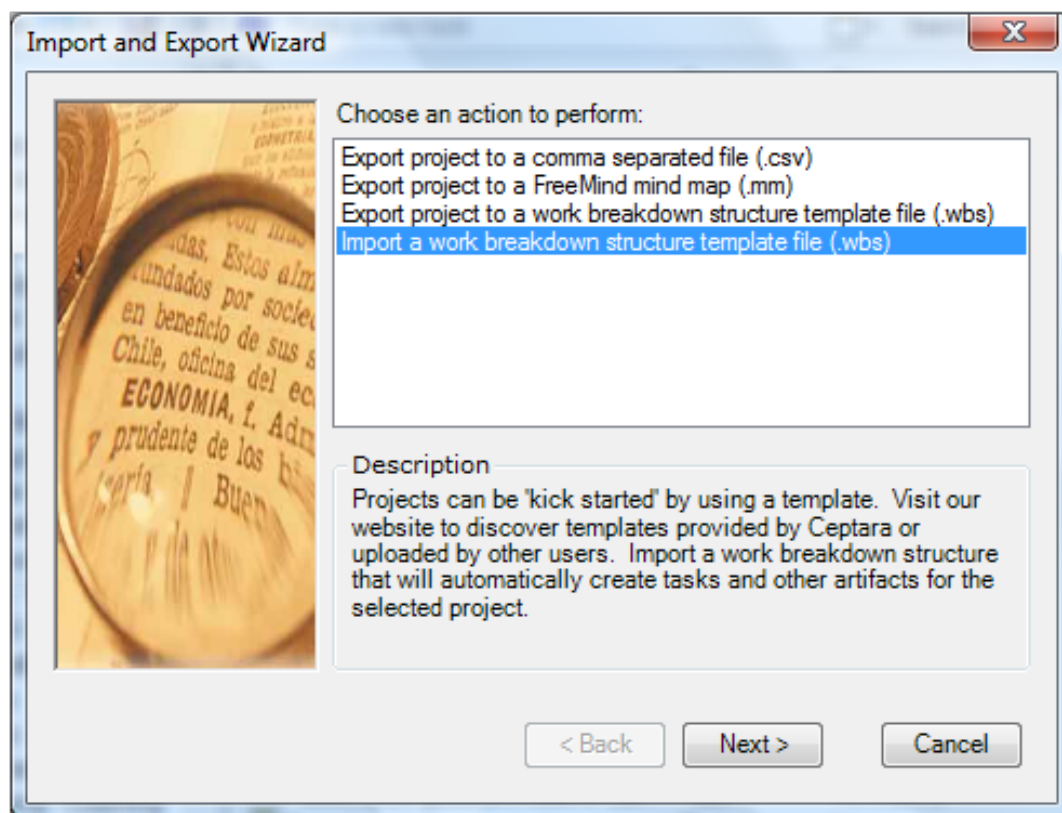 Import and Export Wizard
Choose an action to perform:
Export project to a comma separated file (.csv)
Export project to a FreeMind mind map (.mm)
Export project to a work breakdown structure template file (.wbs)
Import a work breakdown structure template file (.wbs)
con mas
das. Estos alm
fundados por socied
en beneficio de sus s
Chile, oficina del ec
ECONOMIA, f. Adm
y prudente de los
Buen
Description
Projects can be 'kick started' by using a template.  Visit our
website to discover templates provided by Ceptara or
uploaded by other users.  Import a work breakdown structure
that will automatically create tasks and other artifacts for the
selected project.
< Back
Next >
Cancel